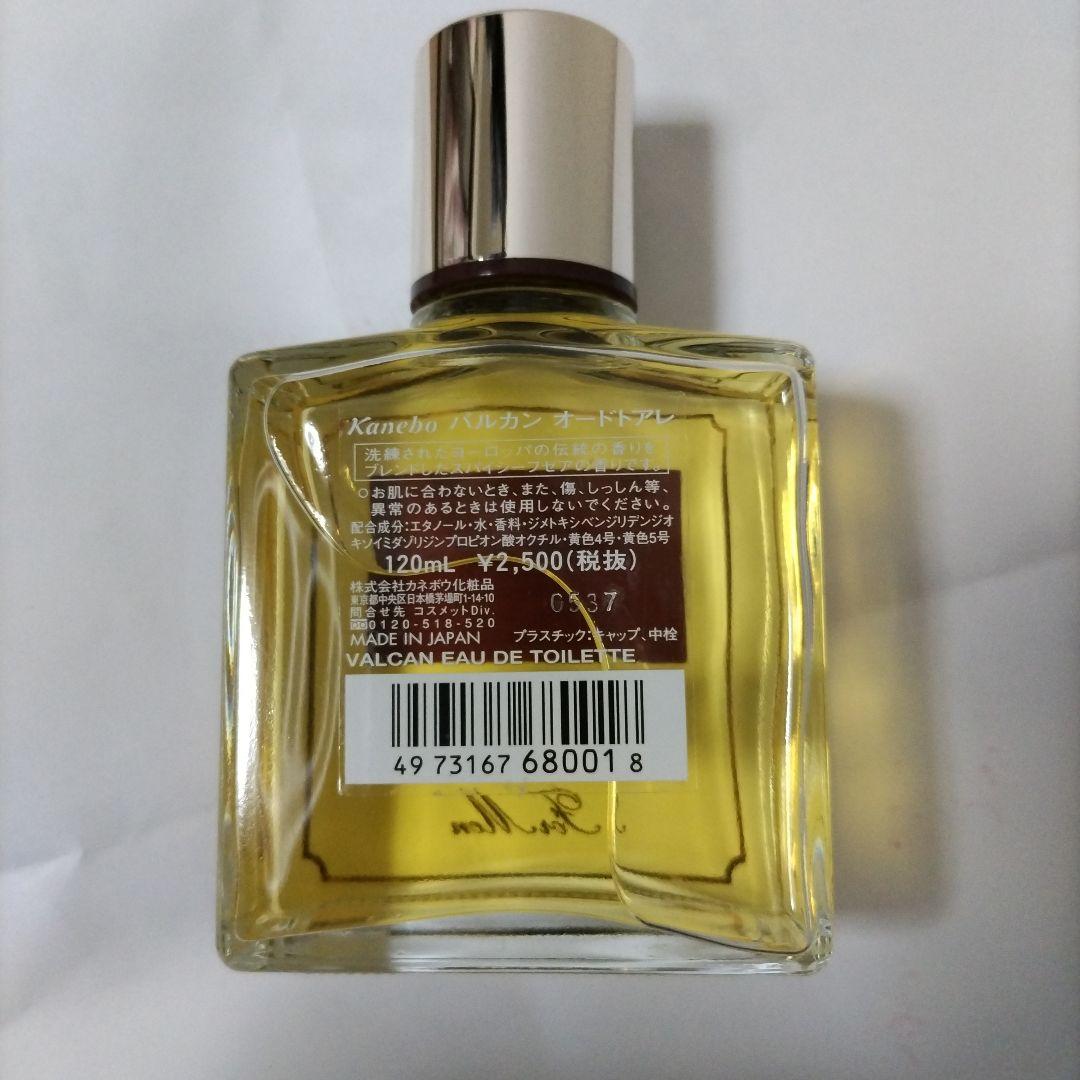 Kanebo バルカン オードトアレ
洗練されたヨーロッパの伝統の香りを
ブレンドしたスパイシーフゼアの香りです。
○お肌に合わないとき、また、傷、しっしん等、
異常のあるときは使用しないでください。
配合成分:エタノール・水・香料・ジメトキシベンジリデンジオ
キソイミダゾリジンプロピオン酸オクチル・黄色4号・黄色5号
120mL ¥2,500(税抜)
株式会社カネボウ化粧品
東京都中央区日本橋茅場町1-14-10
問合せ先 コスメットDiv.
0120-518-520
0537
MADE IN JAPAN プラスチック:キャップ、中栓
VALCAN EAU DE TOILETTE
49 73167 68001 8
For Men